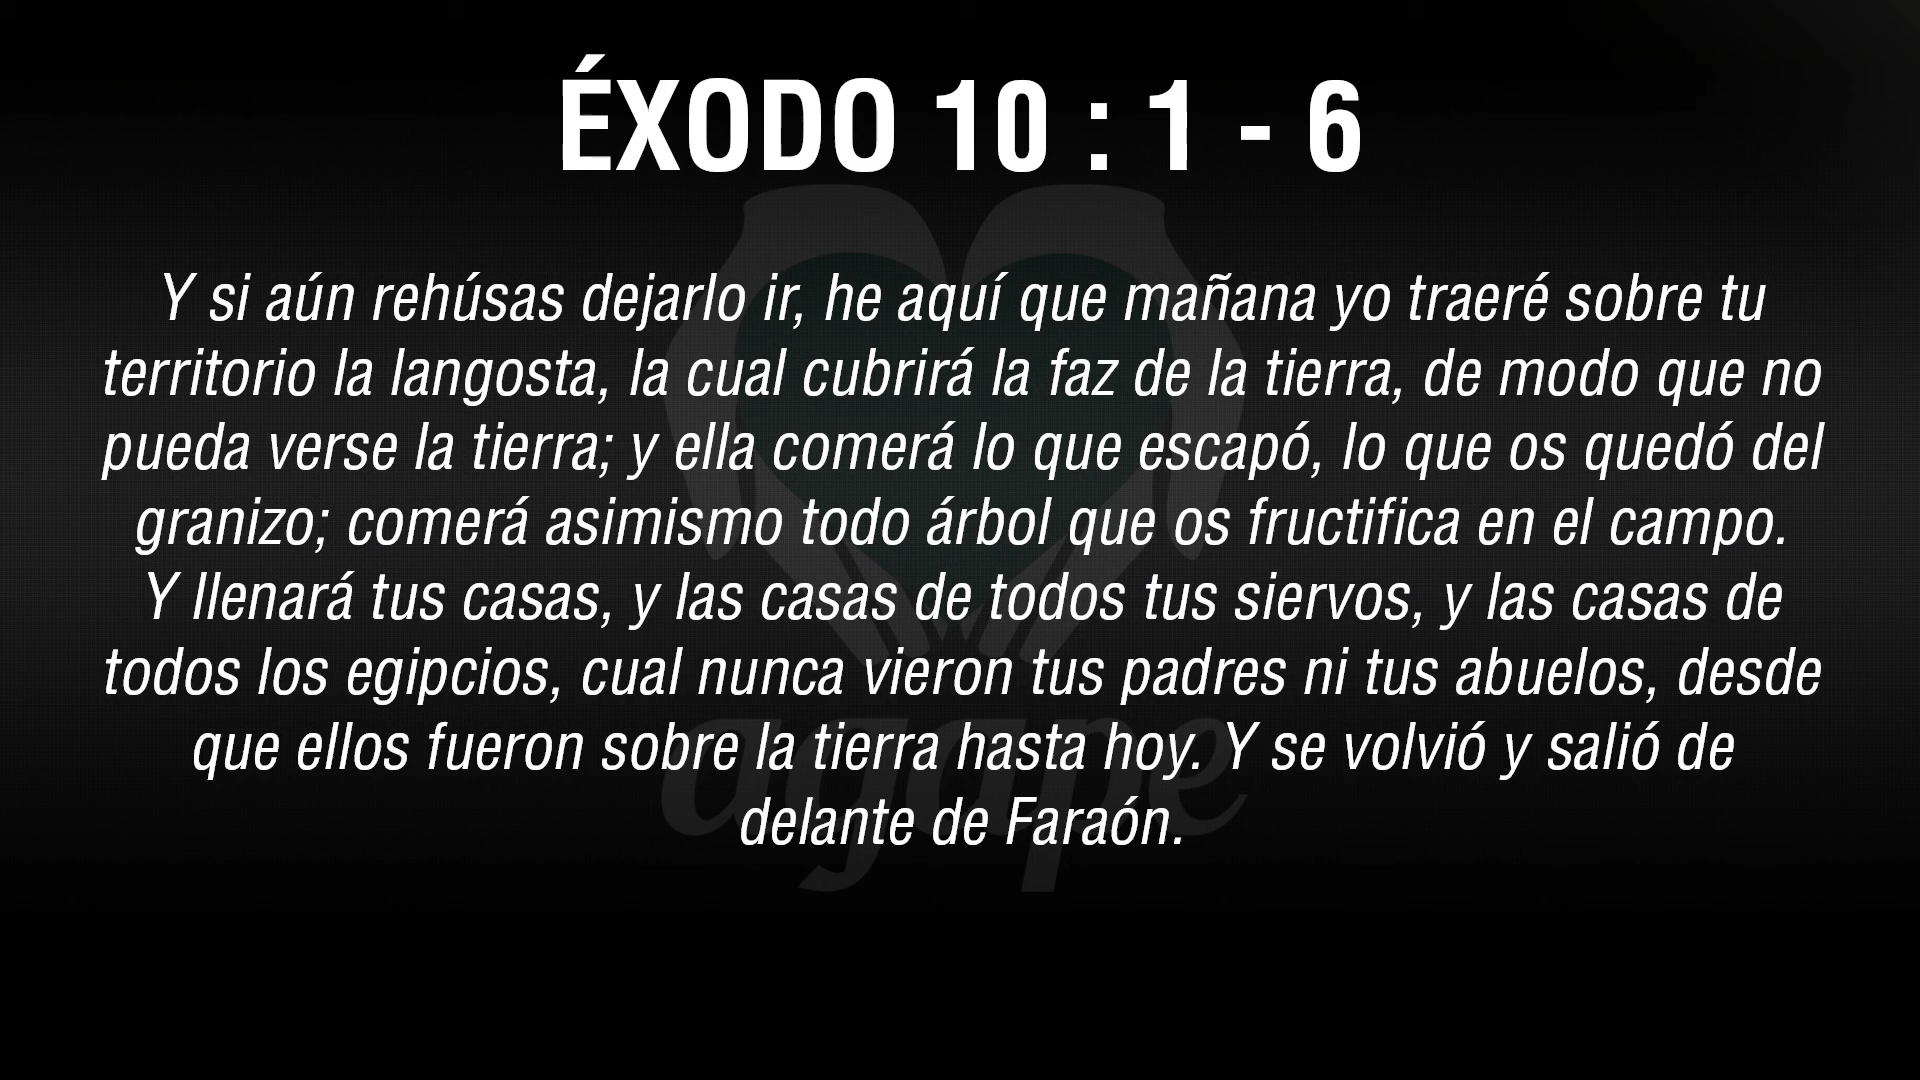 ÉXODO 10 : 1 - 6
Y si aún rehúsas dejarlo ir, he aquí que mañana yo traeré sobre tu
territorio la langosta, la cual cubrirá la faz de la tierra, de modo que no
pueda verse la tierra; y ella comerá lo que escapó, lo que os quedó del
granizo; comerá asimismo todo árbol que os fructifica en el campo.
Y llenará tus casas, y las casas de todos tus siervos, y las casas de
todos los egipcios, cual nunca vieron tus padres ni tus abuelos, desde
que ellos fueron sobre la tierra hasta hoy. Y se volvió y salió de
delante de Faraón.
agape